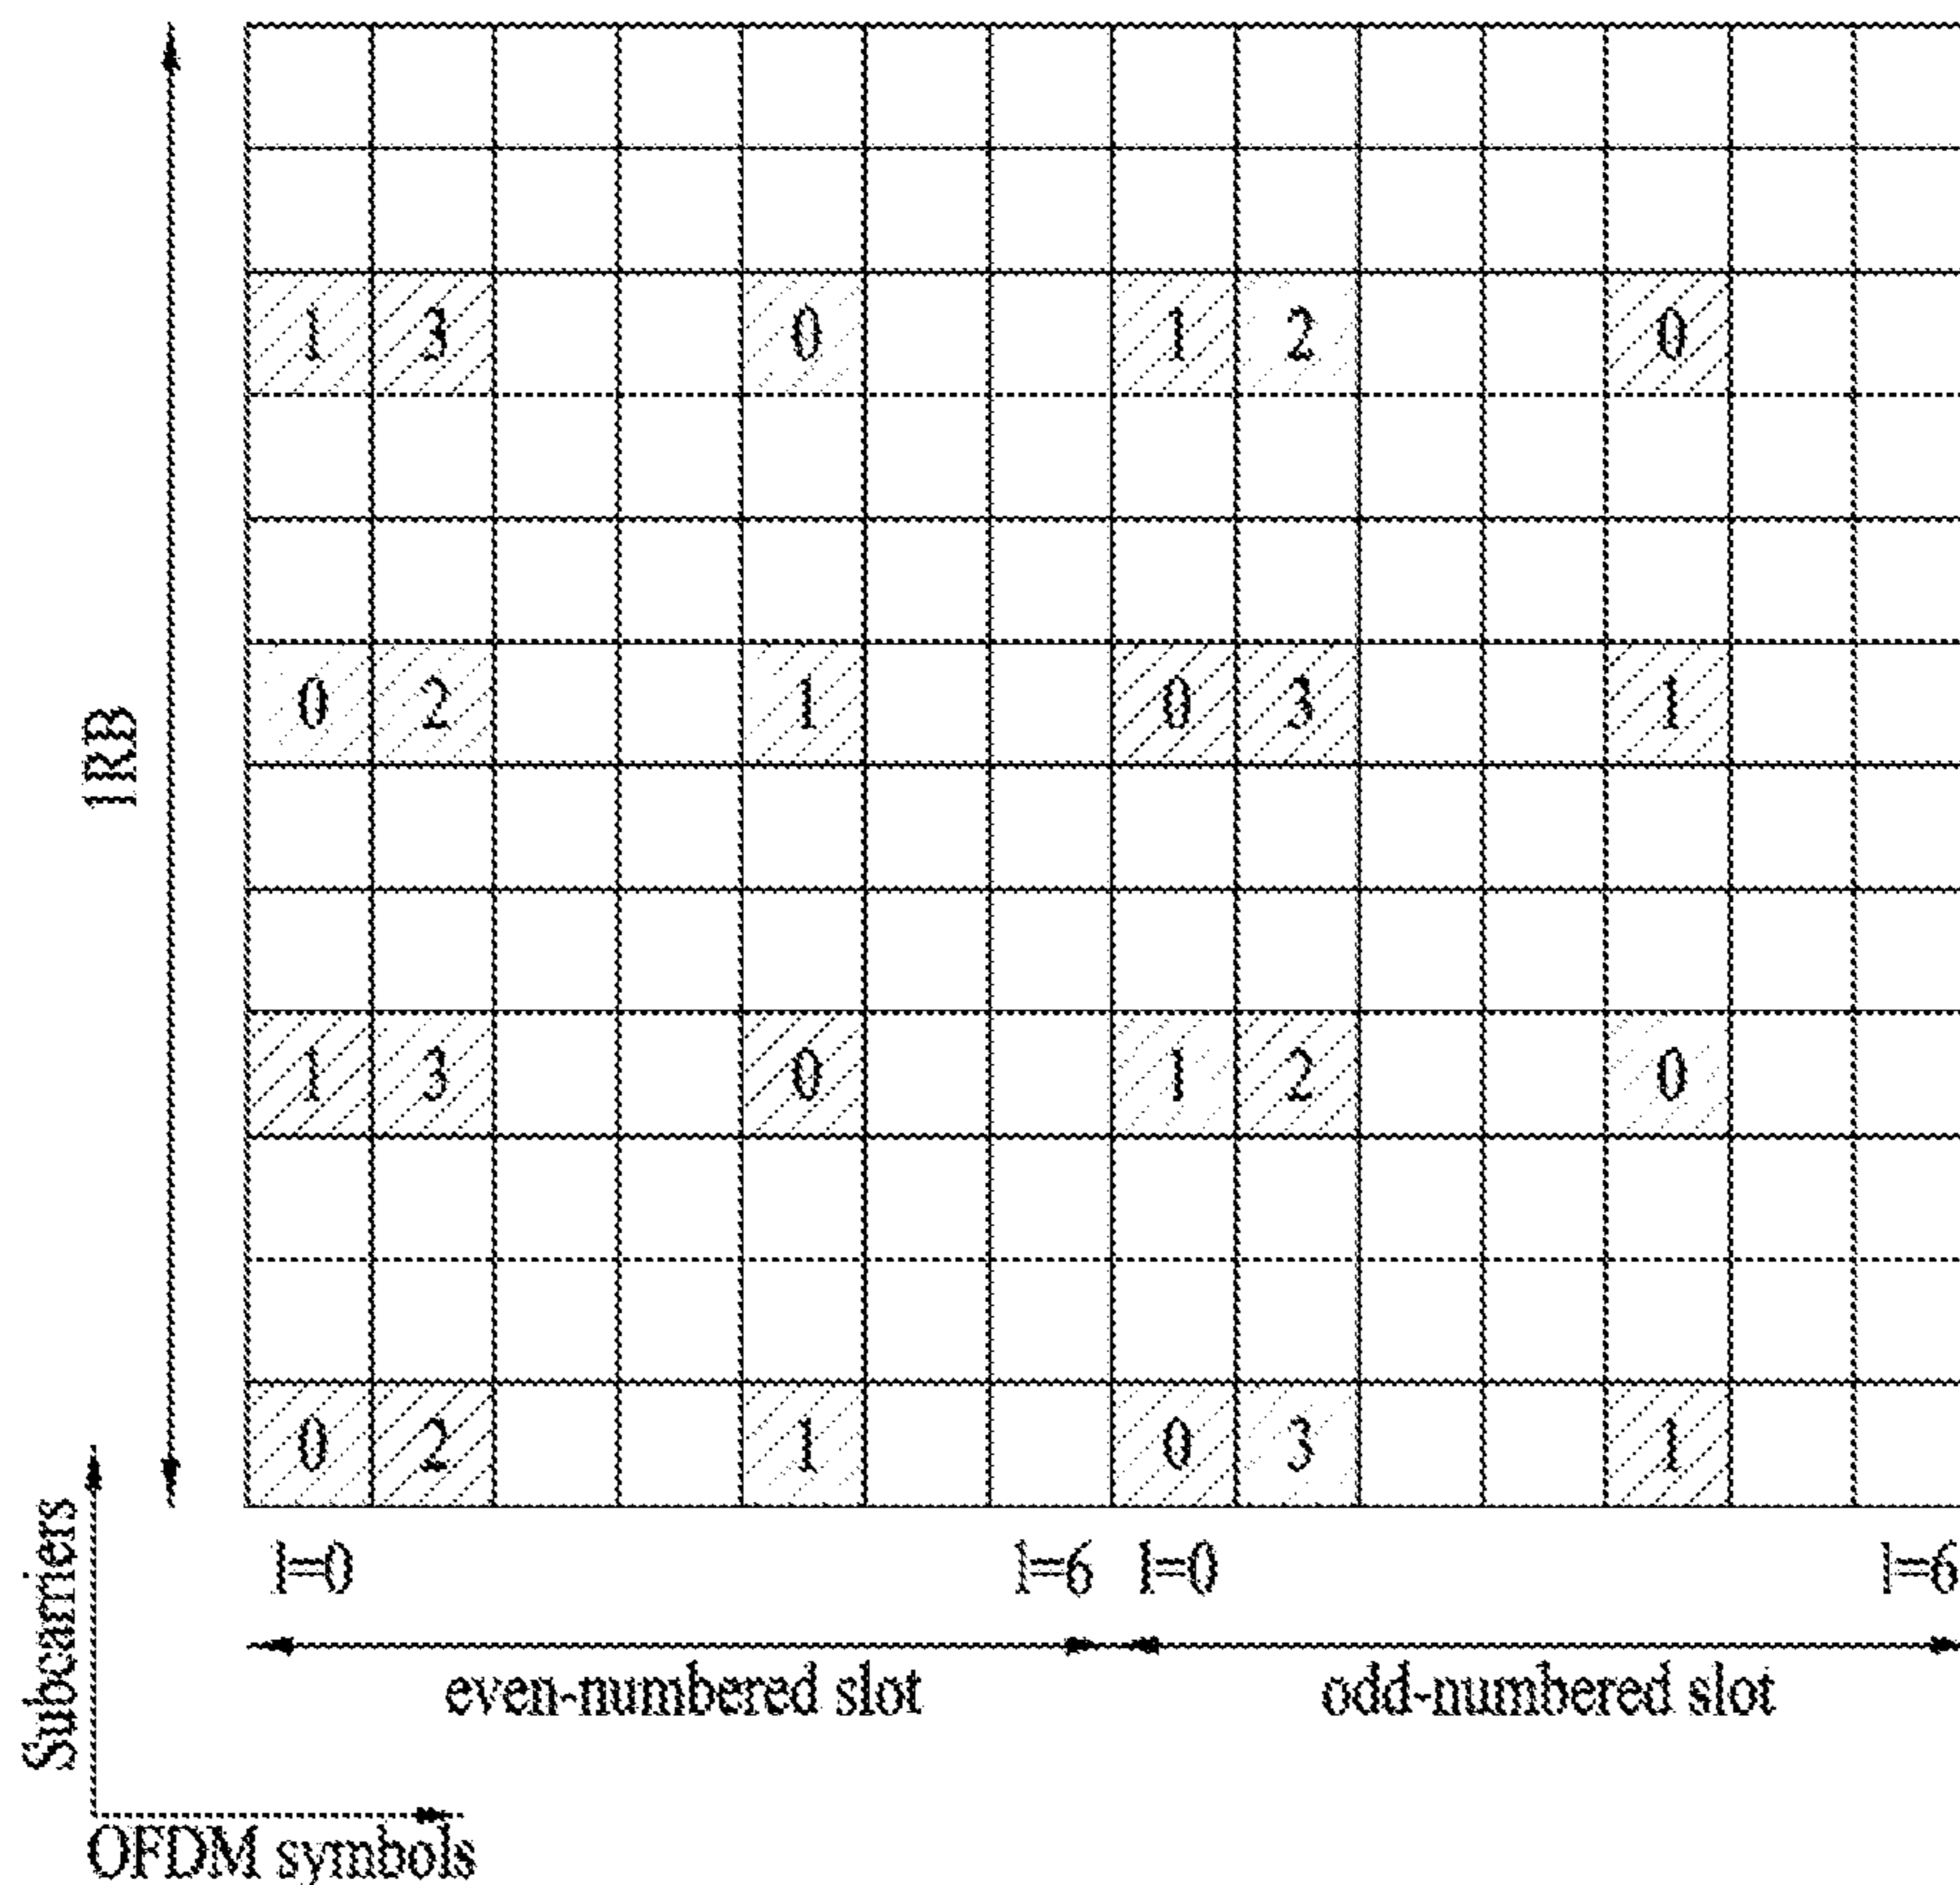 1 3 0 1 2 0
1RB
0 2 1 0 3 1
1 3 0 1 2 0
0 2 1 0 3 1
l=0 l=6 l=0 l=6
even-numbered slot odd-numbered slot
Subcarriers
OFDM symbols